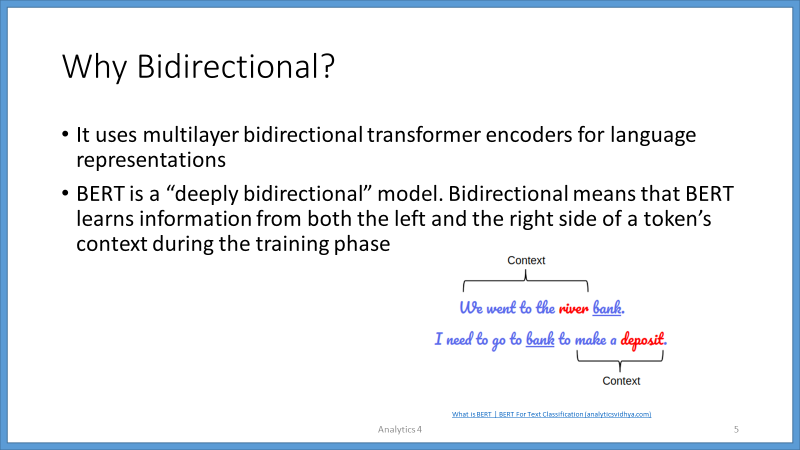 Why Bidirectional?
• It uses multilayer bidirectional transformer encoders for language
representations
• BERT is a “deeply bidirectional” model. Bidirectional means that BERT
learns information from both the left and the right side of a token’s
context during the training phase
Context
We went to the river bank.
I need to go to bank to make a deposit.
Context
What is BERT | BERT For Text Classification (analyticsvidhya.com)
Analytics 4
5